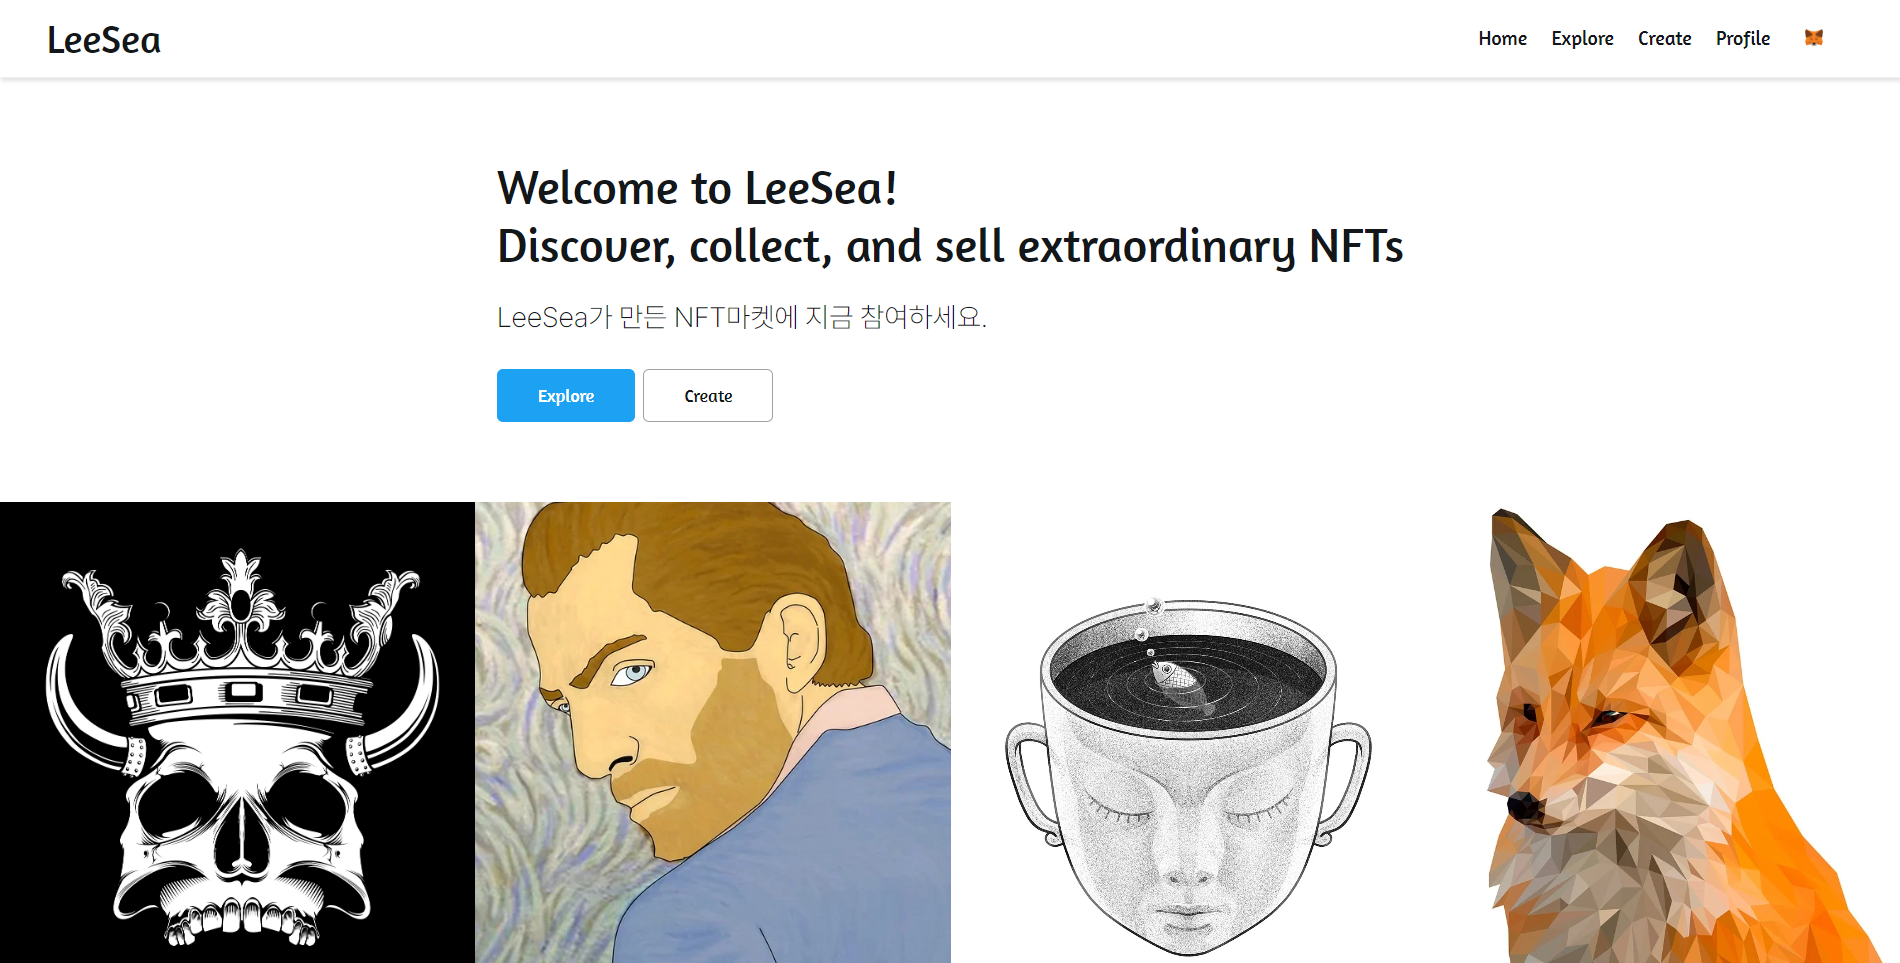 LeeSea
Home Explore Create Profile
Welcome to LeeSea!
Discover, collect, and sell extraordinary NFTs
LeeSea가 만든 NFT마켓에 지금 참여하세요.
Explore Create